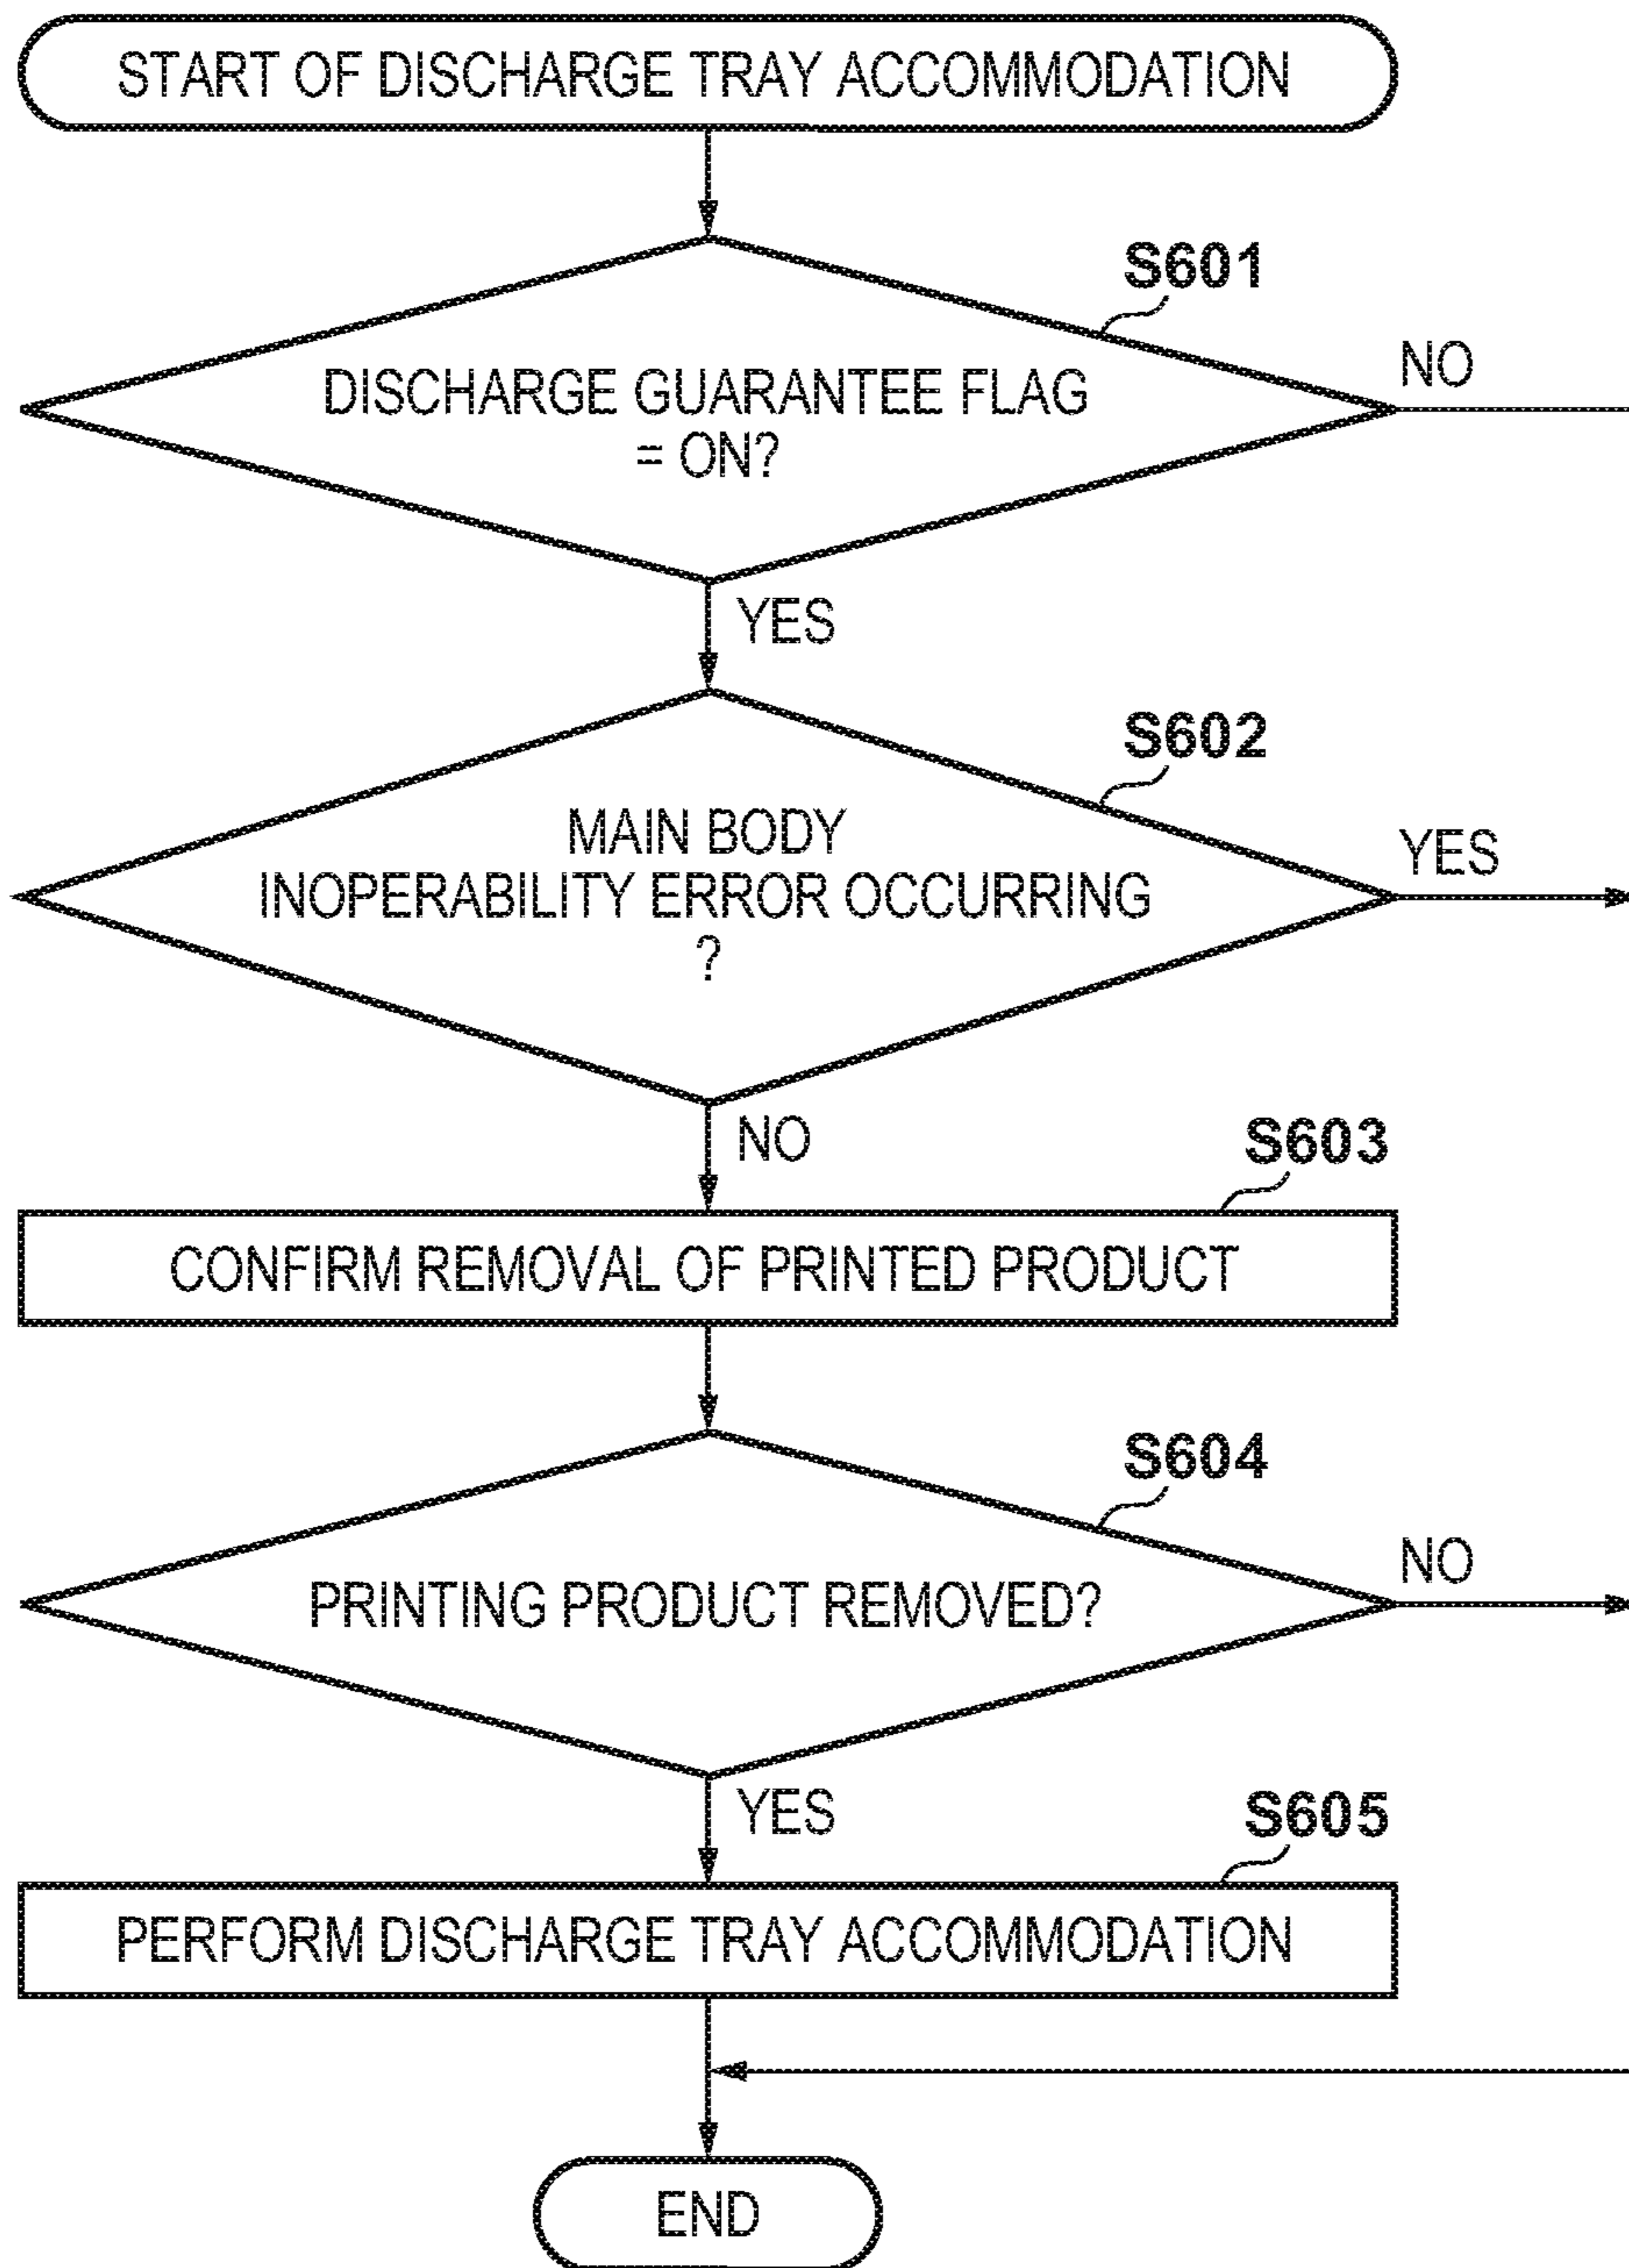 START OF DISCHARGE TRAY ACCOMMODATION
S601
DISCHARGE GUARANTEE FLAG
= ON?
NO
YES
S602
MAIN BODY
INOPERABILITY ERROR OCCURRING
?
YES
NO
S603
CONFIRM REMOVAL OF PRINTED PRODUCT
S604
PRINTING PRODUCT REMOVED?
NO
YES
S605
PERFORM DISCHARGE TRAY ACCOMMODATION
END